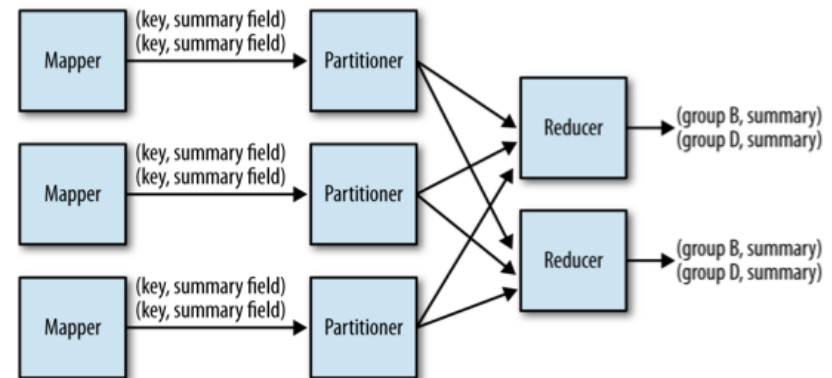 (key, summary field)
(key, summary field)
Mapper
Partitioner
Reducer
(group B, summary)
(group D, summary)
(key, summary field)
(key, summary field)
Mapper
Partitioner
Reducer
(group B, summary)
(group D, summary)
(key, summary field)
(key, summary field)
Mapper
Partitioner